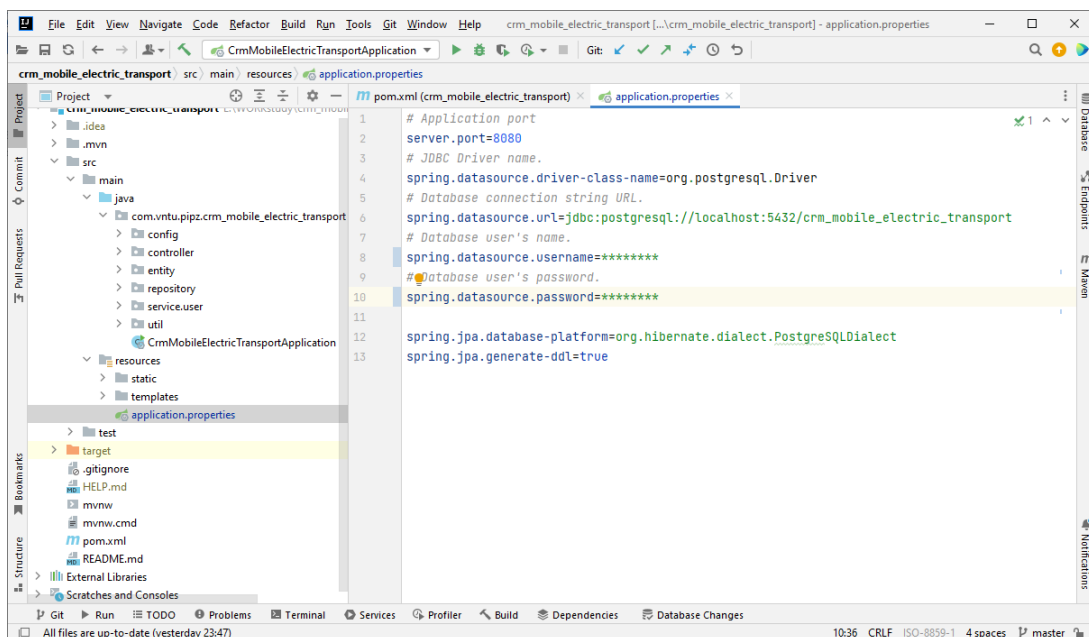 File Edit View Navigate Code Refactor Build Run Tools Git Window Help crm_mobile_electric_transport [...\crm_mobile_electric_transport] - application.properties
CrmMobileElectricTransportApplication Git:
crm_mobile_electric_transport src main resources application.properties
Project
pom.xml (crm_mobile_electric_transport) application.properties
crm_mobile_electric_transport
.idea
.mvn
src
main
java
com.vntu.pipz.crm_mobile_electric_transport
config
controller
entity
repository
service.user
util
CrmMobileElectricTransportApplication
resources
static
templates
application.properties
test
target
.gitignore
HELP.md
mvnw
mvnw.cmd
pom.xml
README.md
External Libraries
Scratches and Consoles
1 # Application port
2 server.port=8080
3 # JDBC Driver name.
4 spring.datasource.driver-class-name=org.postgresql.Driver
5 # Database connection string URL.
6 spring.datasource.url=jdbc:postgresql://localhost:5432/crm_mobile_electric_transport
7 # Database user's name.
8 spring.datasource.username=********
9 # Database user's password.
10 spring.datasource.password=********
11
12 spring.jpa.database-platform=org.hibernate.dialect.PostgreSQLDialect
13 spring.jpa.generate-ddl=true
1
Project
Commit
Pull Requests
Bookmarks
Structure
Database
Endpoints
Maven
Notifications
Git Run TODO Problems Terminal Services Profiler Build Dependencies Database Changes
All files are up-to-date (yesterday 23:47) 10:36 CRLF ISO-8859-1 4 spaces master